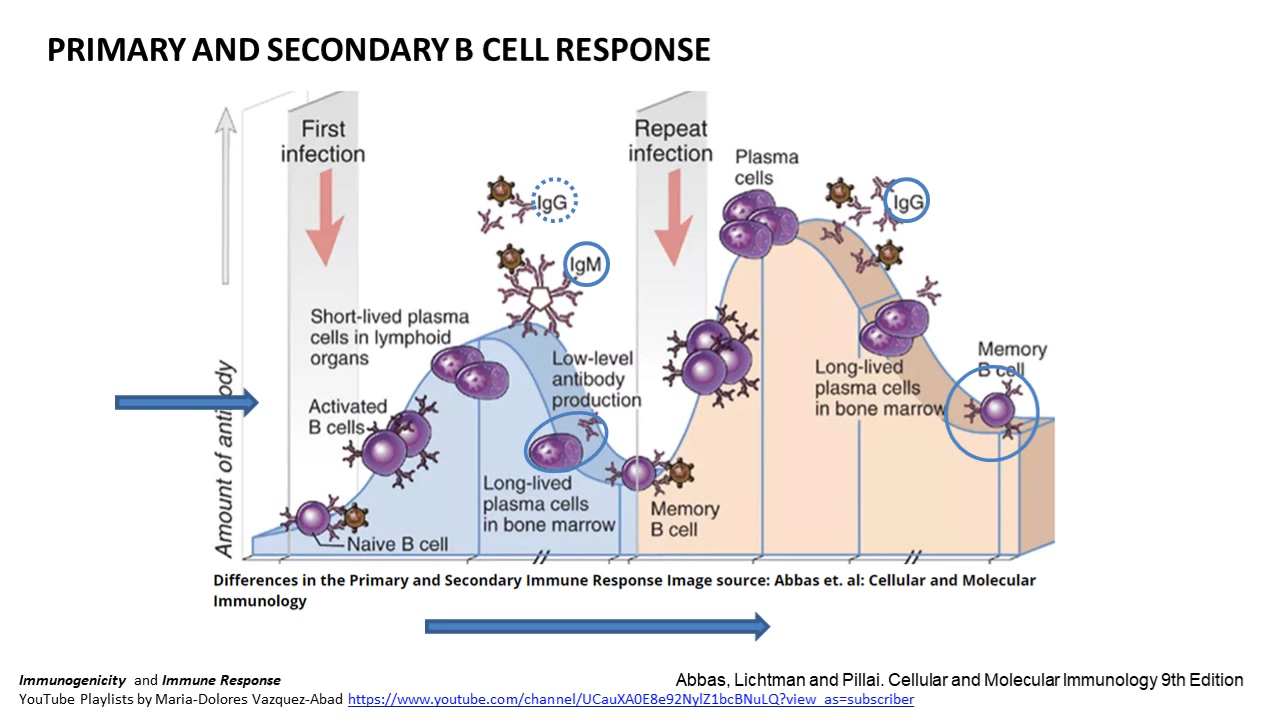 PRIMARY AND SECONDARY B CELL RESPONSE
First
infection
Repeat
infection
Plasma
cells
IgG
IgG
IgM
Short-lived plasma
cells in lymphoid
organs
Low-level
antibody
production
Memory
B cell
Long-lived
plasma cells
in bone marrow
Activated
B cells
Amount of antibody
Long-lived
plasma cells
in bone marrow
Memory
B cell
Naive B cell
Differences in the Primary and Secondary Immune Response Image source: Abbas et. al: Cellular and Molecular
Immunology
Immunogenicity and Immune Response
Abbas, Lichtman and Pillai. Cellular and Molecular Immunology 9th Edition
YouTube Playlists by Maria-Dolores Vazquez-Abad https://www.youtube.com/channel/UCauXA0E8e92NylZ1bcBNuLQ?view_as=subscriber